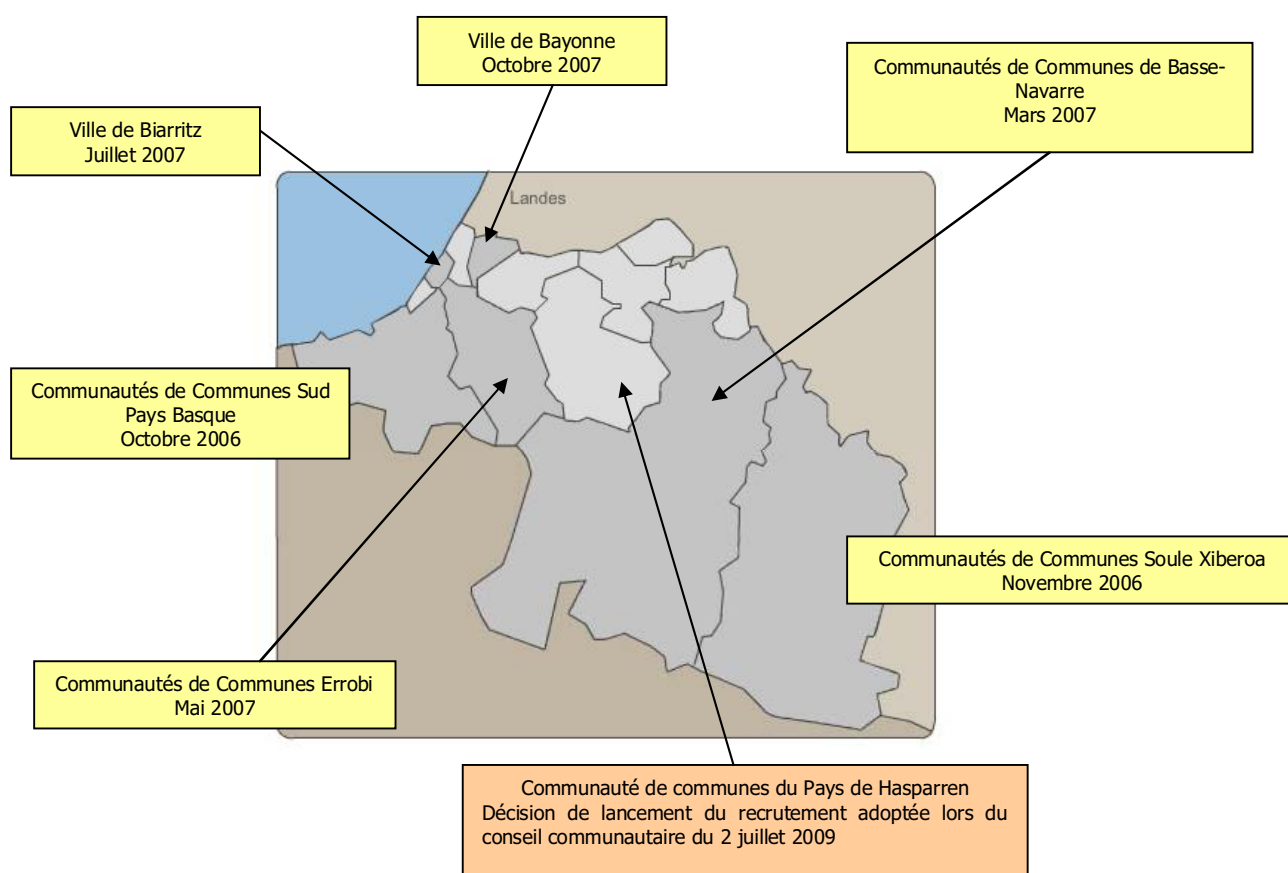 Ville de Bayonne
Octobre 2007
Communautés de Communes de Basse-
Navarre
Mars 2007
Ville de Biarritz
Juillet 2007
Landes
Communautés de Communes Sud
Pays Basque
Octobre 2006
Communautés de Communes Soule Xiberoa
Novembre 2006
Communautés de Communes Errobi
Mai 2007
Communauté de communes du Pays de Hasparren
Décision de lancement du recrutement adoptée lors du
conseil communautaire du 2 juillet 2009